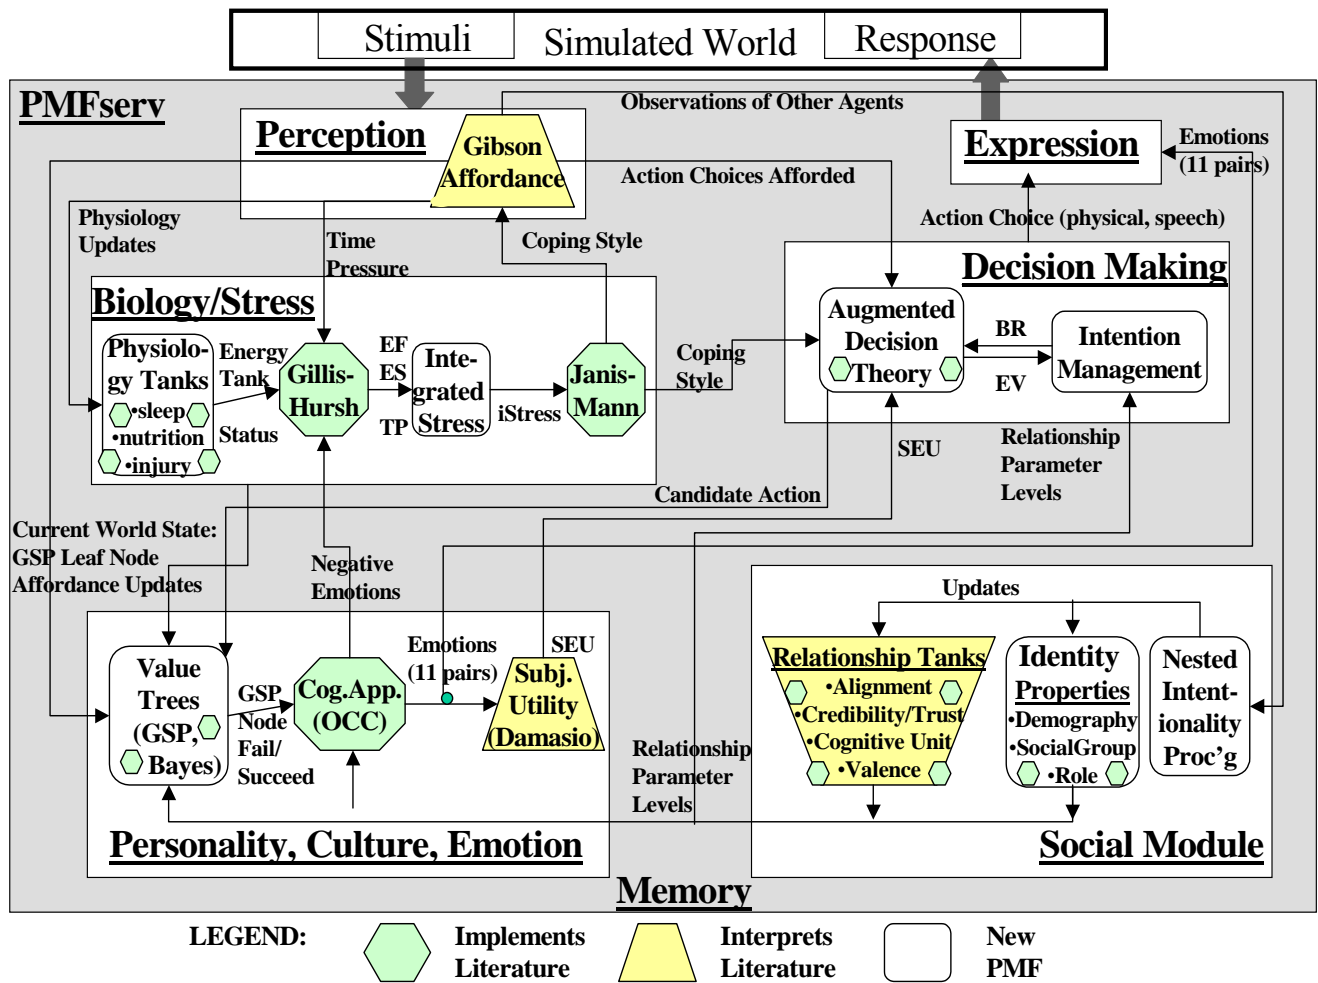 Stimuli
Simulated World
Response
PMFserv
Observations of Other Agents
Perception
Gibson
Affordance
Expression
Emotions
(11 pairs)
Action Choices Afforded
Physiology
Updates
Time
Pressure
Coping Style
Action Choice (physical, speech)
Decision Making
Biology/Stress
Physiolo-
gy Tanks
•sleep
•nutrition
•injury
Energy
Tank
Status
Gillis-
Hursh
EF
ES
TP
Inte-
grated
Stress
iStress
Janis-
Mann
Coping
Style
Augmented
Decision
Theory
BR
EV
Intention
Management
SEU
Relationship
Parameter
Levels
Candidate Action
Current World State:
GSP Leaf Node
Affordance Updates
Negative
Emotions
Updates
Value
Trees
(GSP,
Bayes)
GSP
Node
Fail/
Succeed
Cog.App.
(OCC)
Emotions
(11 pairs)
SEU
Subj.
Utility
(Damasio)
Relationship
Parameter
Levels
Relationship Tanks
•Alignment
•Credibility/Trust
•Cognitive Unit
•Valence
Identity
Properties
•Demography
•SocialGroup
•Role
Nested
Intent-
ionality
Proc'g
Personality, Culture, Emotion
Social Module
Memory
LEGEND:
Implements
Literature
Interprets
Literature
New
PMF